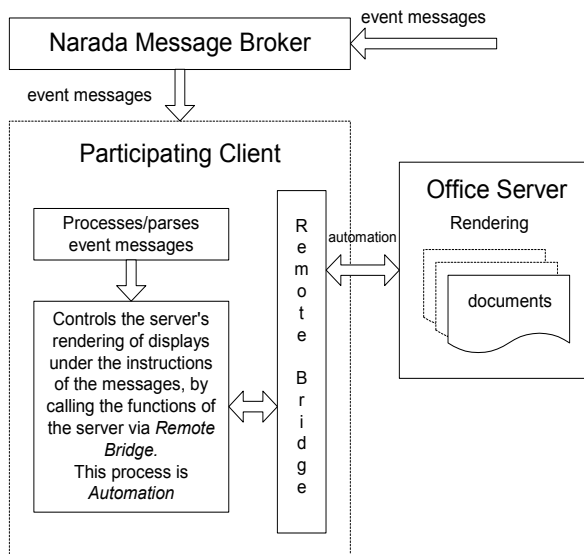 event messages
Narada Message Broker
event messages
Participating Client
Processes/parses
event messages
Controls the server's
rendering of displays
under the instructions
of the messages, by
calling the functions of
the server via Remote
Bridge.
This process is
Automation
Remote Bridge
automation
Office Server
Rendering
documents